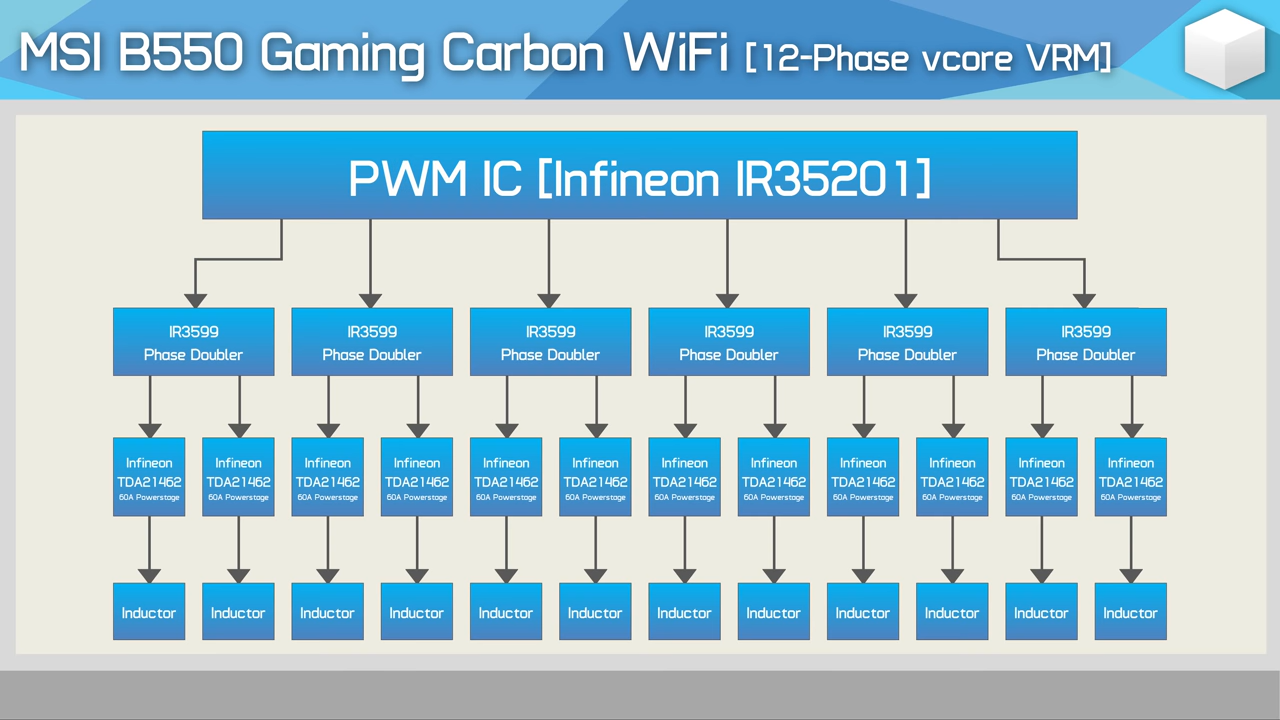 MSI B550 Gaming Carbon WiFi [12-Phase vcore VRM]
PWM IC [Infineon IR35201]
IR3599
Phase Doubler
IR3599
Phase Doubler
IR3599
Phase Doubler
IR3599
Phase Doubler
IR3599
Phase Doubler
IR3599
Phase Doubler
Infineon
TDA21462
60A Powerstage
Infineon
TDA21462
60A Powerstage
Infineon
TDA21462
60A Powerstage
Infineon
TDA21462
60A Powerstage
Infineon
TDA21462
60A Powerstage
Infineon
TDA21462
60A Powerstage
Infineon
TDA21462
60A Powerstage
Infineon
TDA21462
60A Powerstage
Infineon
TDA21462
60A Powerstage
Infineon
TDA21462
60A Powerstage
Infineon
TDA21462
60A Powerstage
Infineon
TDA21462
60A Powerstage
Inductor
Inductor
Inductor
Inductor
Inductor
Inductor
Inductor
Inductor
Inductor
Inductor
Inductor
Inductor